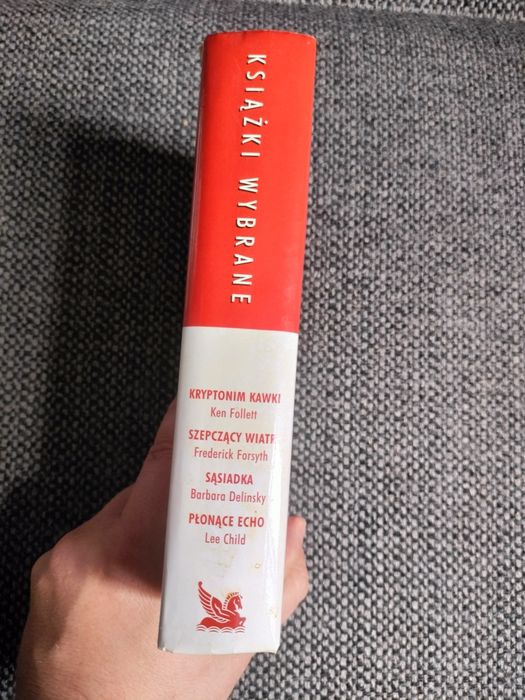 KSIĄŻKI WYBRANE
KRYPTONIM KAWKI
Ken Follett
SZEPCZĄCY WIATR
Frederick Forsyth
SĄSIADKA
Barbara Delinsky
PŁONĄCE ECHO
Lee Child